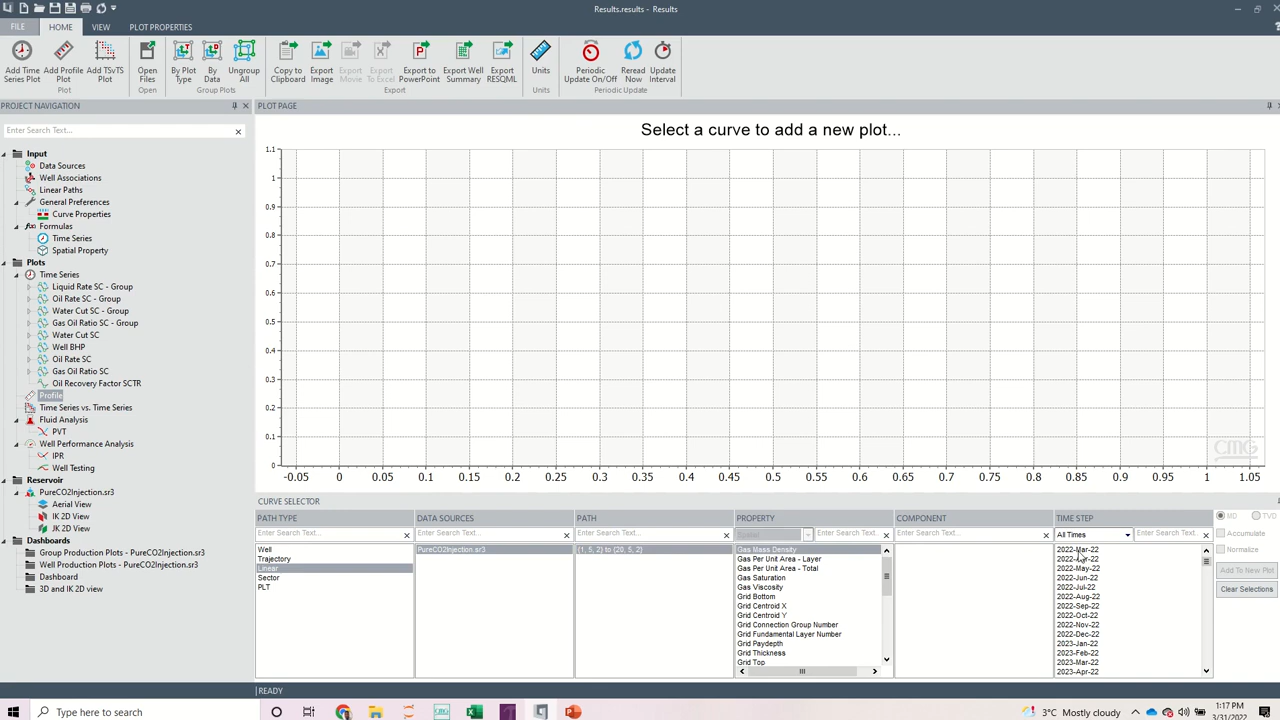 Results.results - Results
FILE
HOME
VIEW
PLOT PROPERTIES
Add Time Series Plot
Add Profile Plot
Add TSvTS Plot
Plot
Open Files
Open
By Plot Type
By Data
Ungroup All
Group Plots
Copy to Clipboard
Export Image
Export Movie
Export To Excel
Export to PowerPoint
Export Well Summary
Export RESQML
Export
Units
Units
Periodic Update On/Off
Reread Now
Update Interval
Periodic Update
PROJECT NAVIGATION
Enter Search Text...
Input
Data Sources
Well Associations
Linear Paths
General Preferences
Curve Properties
Formulas
Time Series
Spatial Property
Plots
Time Series
Liquid Rate SC - Group
Oil Rate SC - Group
Water Cut SC - Group
Gas Oil Ratio SC - Group
Water Cut SC
Well BHP
Oil Rate SC
Gas Oil Ratio SC
Oil Recovery Factor SCTR
Profile
Time Series vs. Time Series
Fluid Analysis
PVT
Well Performance Analysis
IPR
Well Testing
Reservoir
PureCO2Injection.sr3
Aerial View
IK 2D View
JK 2D View
Dashboards
Group Production Plots - PureCO2Injection.sr3
Well Production Plots - PureCO2Injection.sr3
Dashboard
3D and IK 2D view
PLOT PAGE
Select a curve to add a new plot...
1.1
1
0.9
0.8
0.7
0.6
0.5
0.4
0.3
0.2
0.1
0
-0.05 0 0.05 0.1 0.15 0.2 0.25 0.3 0.35 0.4 0.45 0.5 0.55 0.6 0.65 0.7 0.75 0.8 0.85 0.9 0.95 1 1.05
CMG
CURVE SELECTOR
PATH TYPE
Enter Search Text...
Well
Trajectory
Linear
Sector
PLT
DATA SOURCES
Enter Search Text...
PureCO2Injection.sr3
PATH
Enter Search Text...
(1, 5, 2) to (20, 5, 2)
PROPERTY
Spatial
Enter Search Text...
Gas Mass Density
Gas Per Unit Area - Layer
Gas Per Unit Area - Total
Gas Saturation
Gas Viscosity
Grid Bottom
Grid Centroid X
Grid Centroid Y
Grid Connection Group Number
Grid Fundamental Layer Number
Grid Paydepth
Grid Thickness
Grid Top
COMPONENT
Enter Search Text...
TIME STEP
All Times
Enter Search Text...
2022-Mar-22
2022-Apr-22
2022-May-22
2022-Jun-22
2022-Jul-22
2022-Aug-22
2022-Sep-22
2022-Oct-22
2022-Nov-22
2022-Dec-22
2023-Jan-22
2023-Feb-22
2023-Mar-22
2023-Apr-22
MD
TVD
Accumulate
Normalize
Add To New Plot
Clear Selections
READY
Type here to search
3°C Mostly cloudy
1:17 PM
3/31/2022